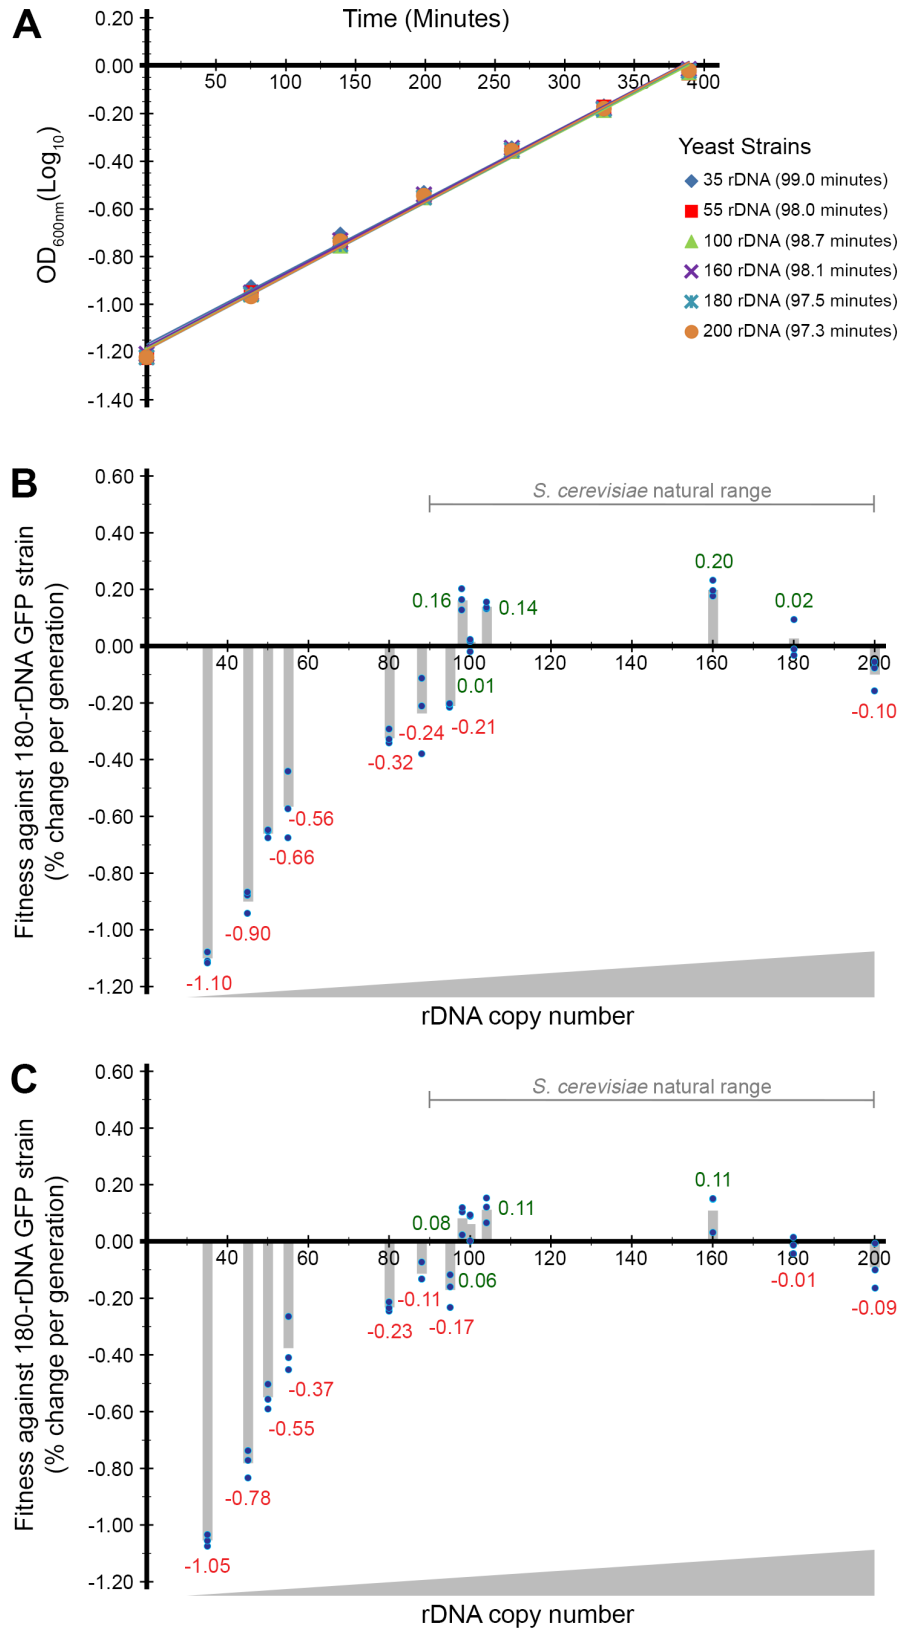 A
Time (Minutes)
0.20
0.00
50 100 150 200 250 300 350 400
-0.20
-0.40
-0.60
-0.80
-1.00
-1.20
-1.40
OD600nm(Log10)
Yeast Strains
35 rDNA (99.0 minutes)
55 rDNA (98.0 minutes)
100 rDNA (98.7 minutes)
160 rDNA (98.1 minutes)
180 rDNA (97.5 minutes)
200 rDNA (97.3 minutes)
B
Fitness against 180-rDNA GFP strain
(% change per generation)
0.60
0.40
0.20
0.00
-0.20
-0.40
-0.60
-0.80
-1.00
-1.20
S. cerevisiae natural range
0.16
0.14
0.20
0.02
40 60 80 100 120 140 160 180 200
0.01
-0.24
-0.21
-0.10
-0.32
-0.56
-0.66
-0.90
-1.10
rDNA copy number
C
Fitness against 180-rDNA GFP strain
(% change per generation)
0.60
0.40
0.20
0.00
-0.20
-0.40
-0.60
-0.80
-1.00
-1.20
S. cerevisiae natural range
0.08
0.11
0.11
40 60 80 100 120 140 160 180 200
0.06
-0.01
-0.11
-0.09
-0.23
-0.17
-0.37
-0.55
-0.78
-1.05
rDNA copy number